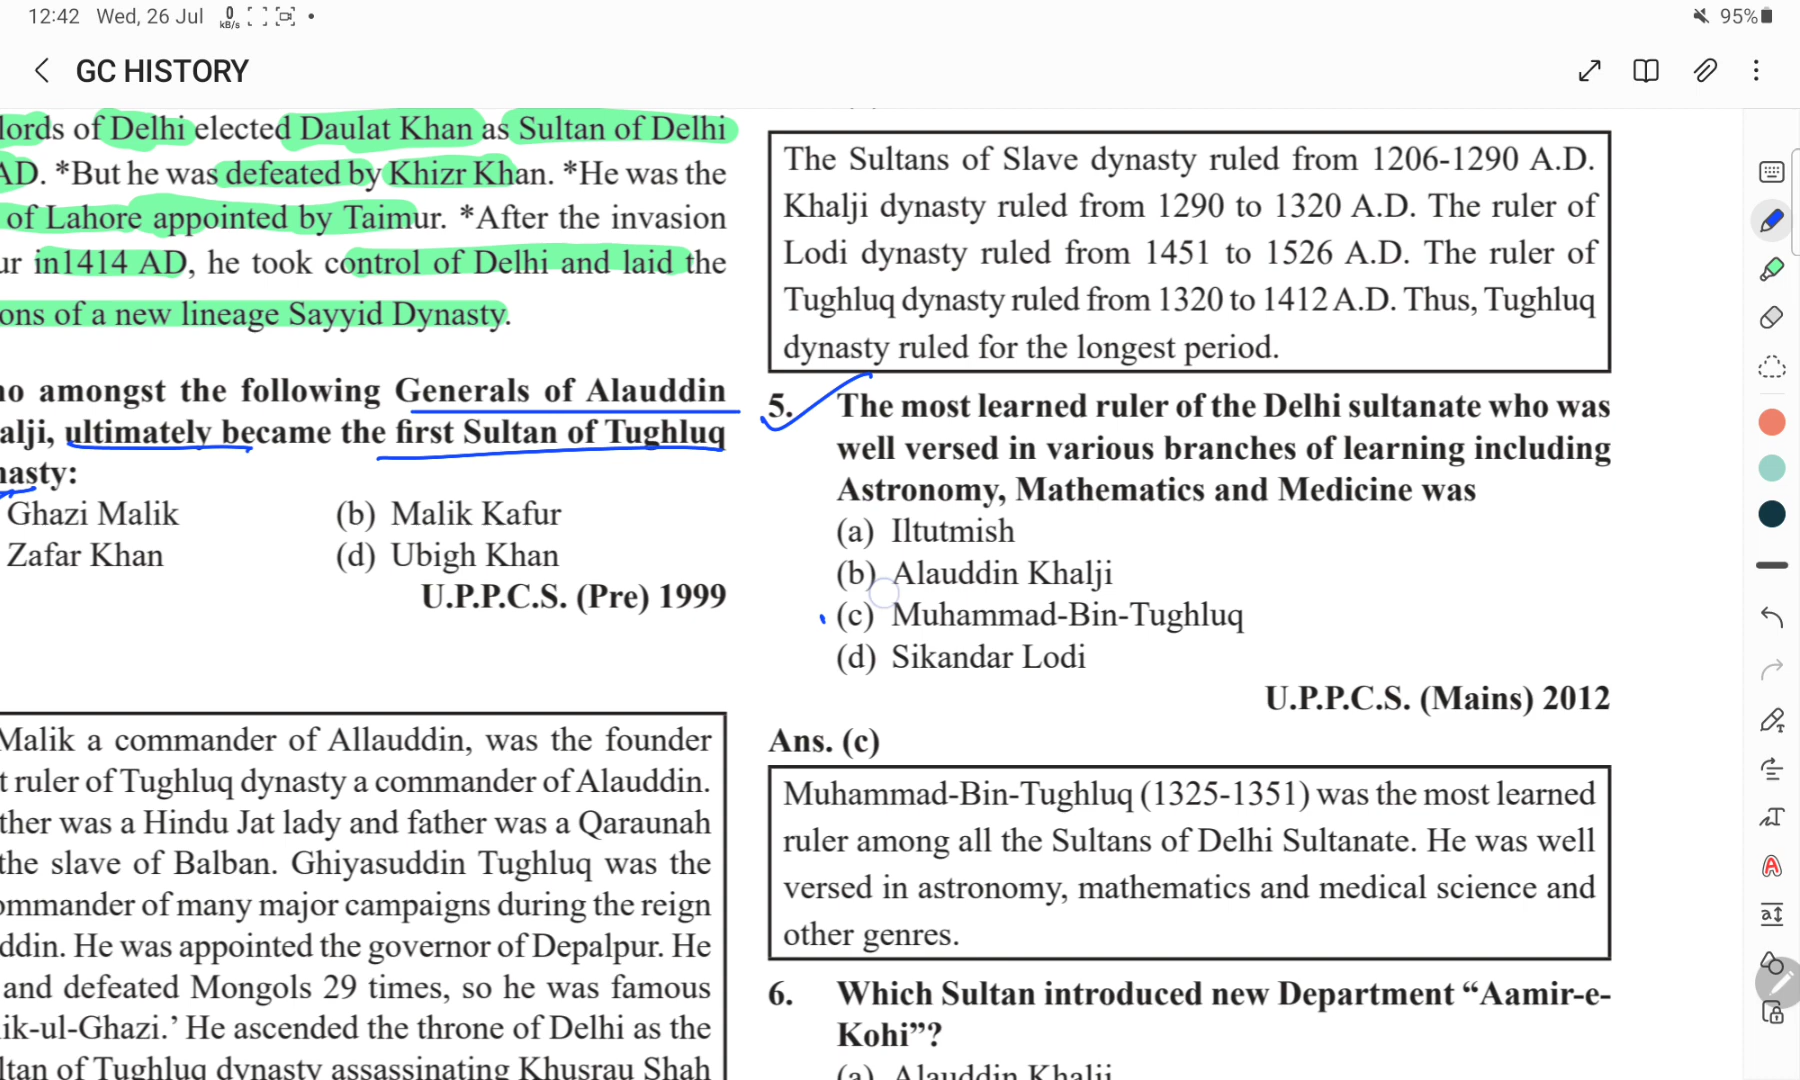 12:42 Wed, 26 Jul 0 kB/s 95%
GC HISTORY
lords of Delhi elected Daulat Khan as Sultan of Delhi
AD. *But he was defeated by Khizr Khan. *He was the
of Lahore appointed by Taimur. *After the invasion
ur in1414 AD, he took control of Delhi and laid the
ons of a new lineage Sayyid Dynasty.
no amongst the following Generals of Alauddin
alji, ultimately became the first Sultan of Tughluq
nasty:
Ghazi Malik (b) Malik Kafur
Zafar Khan (d) Ubigh Khan
U.P.P.C.S. (Pre) 1999
Malik a commander of Allauddin, was the founder
t ruler of Tughluq dynasty a commander of Alauddin.
ther was a Hindu Jat lady and father was a Qaraunah
the slave of Balban. Ghiyasuddin Tughluq was the
ommander of many major campaigns during the reign
ddin. He was appointed the governor of Depalpur. He
and defeated Mongols 29 times, so he was famous
ik-ul-Ghazi.’ He ascended the throne of Delhi as the
ltan of Tughluq dynasty assassinating Khusrau Shah
The Sultans of Slave dynasty ruled from 1206-1290 A.D.
Khalji dynasty ruled from 1290 to 1320 A.D. The ruler of
Lodi dynasty ruled from 1451 to 1526 A.D. The ruler of
Tughluq dynasty ruled from 1320 to 1412 A.D. Thus, Tughluq
dynasty ruled for the longest period.
5. The most learned ruler of the Delhi sultanate who was
well versed in various branches of learning including
Astronomy, Mathematics and Medicine was
(a) Iltutmish
(b) Alauddin Khalji
(c) Muhammad-Bin-Tughluq
(d) Sikandar Lodi
U.P.P.C.S. (Mains) 2012
Ans. (c)
Muhammad-Bin-Tughluq (1325-1351) was the most learned
ruler among all the Sultans of Delhi Sultanate. He was well
versed in astronomy, mathematics and medical science and
other genres.
6. Which Sultan introduced new Department “Aamir-e-
Kohi”?
(a) Alauddin Khalji